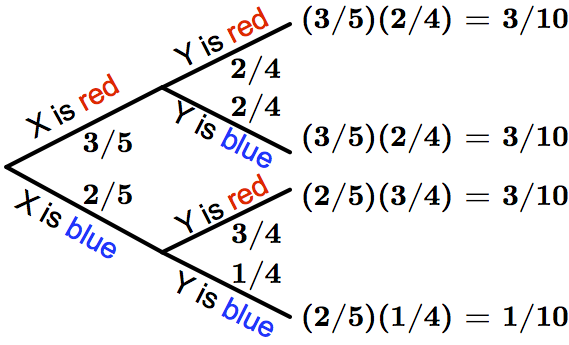 Y is red
(3/5)(2/4) = 3/10
2/4
X is red
3/5
2/4
Y is blue
(3/5)(2/4) = 3/10
2/5
X is blue
Y is red
(2/5)(3/4) = 3/10
3/4
1/4
Y is blue
(2/5)(1/4) = 1/10